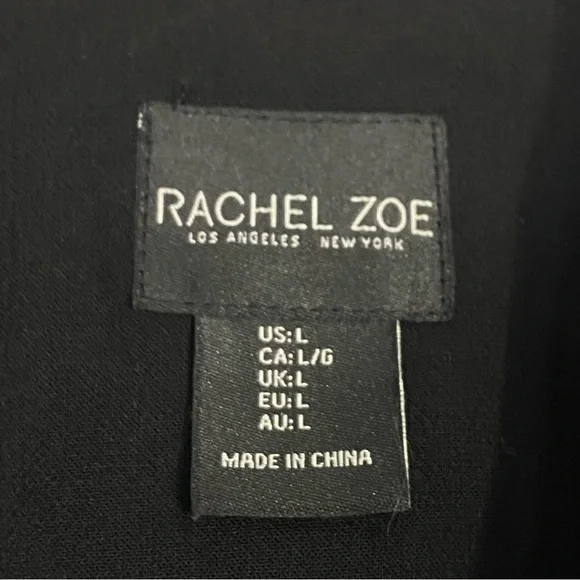 RACHEL ZOE
LOS ANGELES NEW YORK
US: L
CA: L/G
UK: L
EU: L
AU: L
MADE IN CHINA